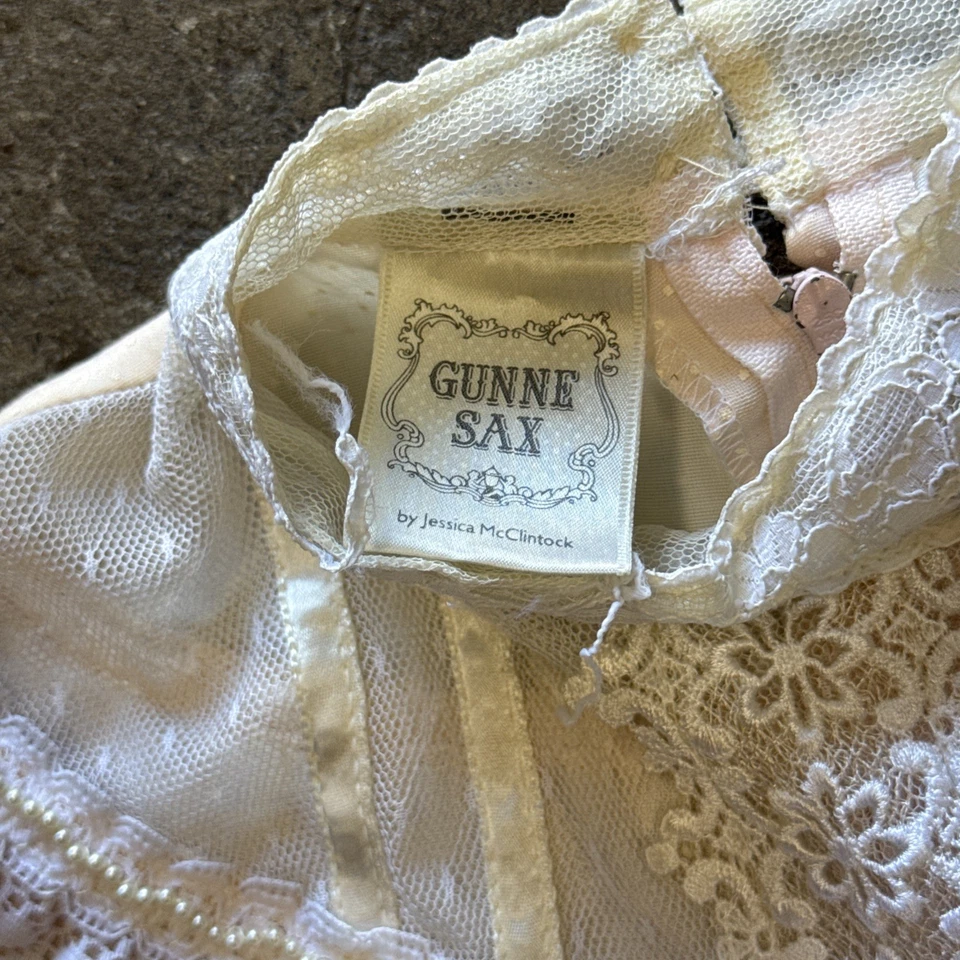 GUNNE
SAX
by Jessica McClintock